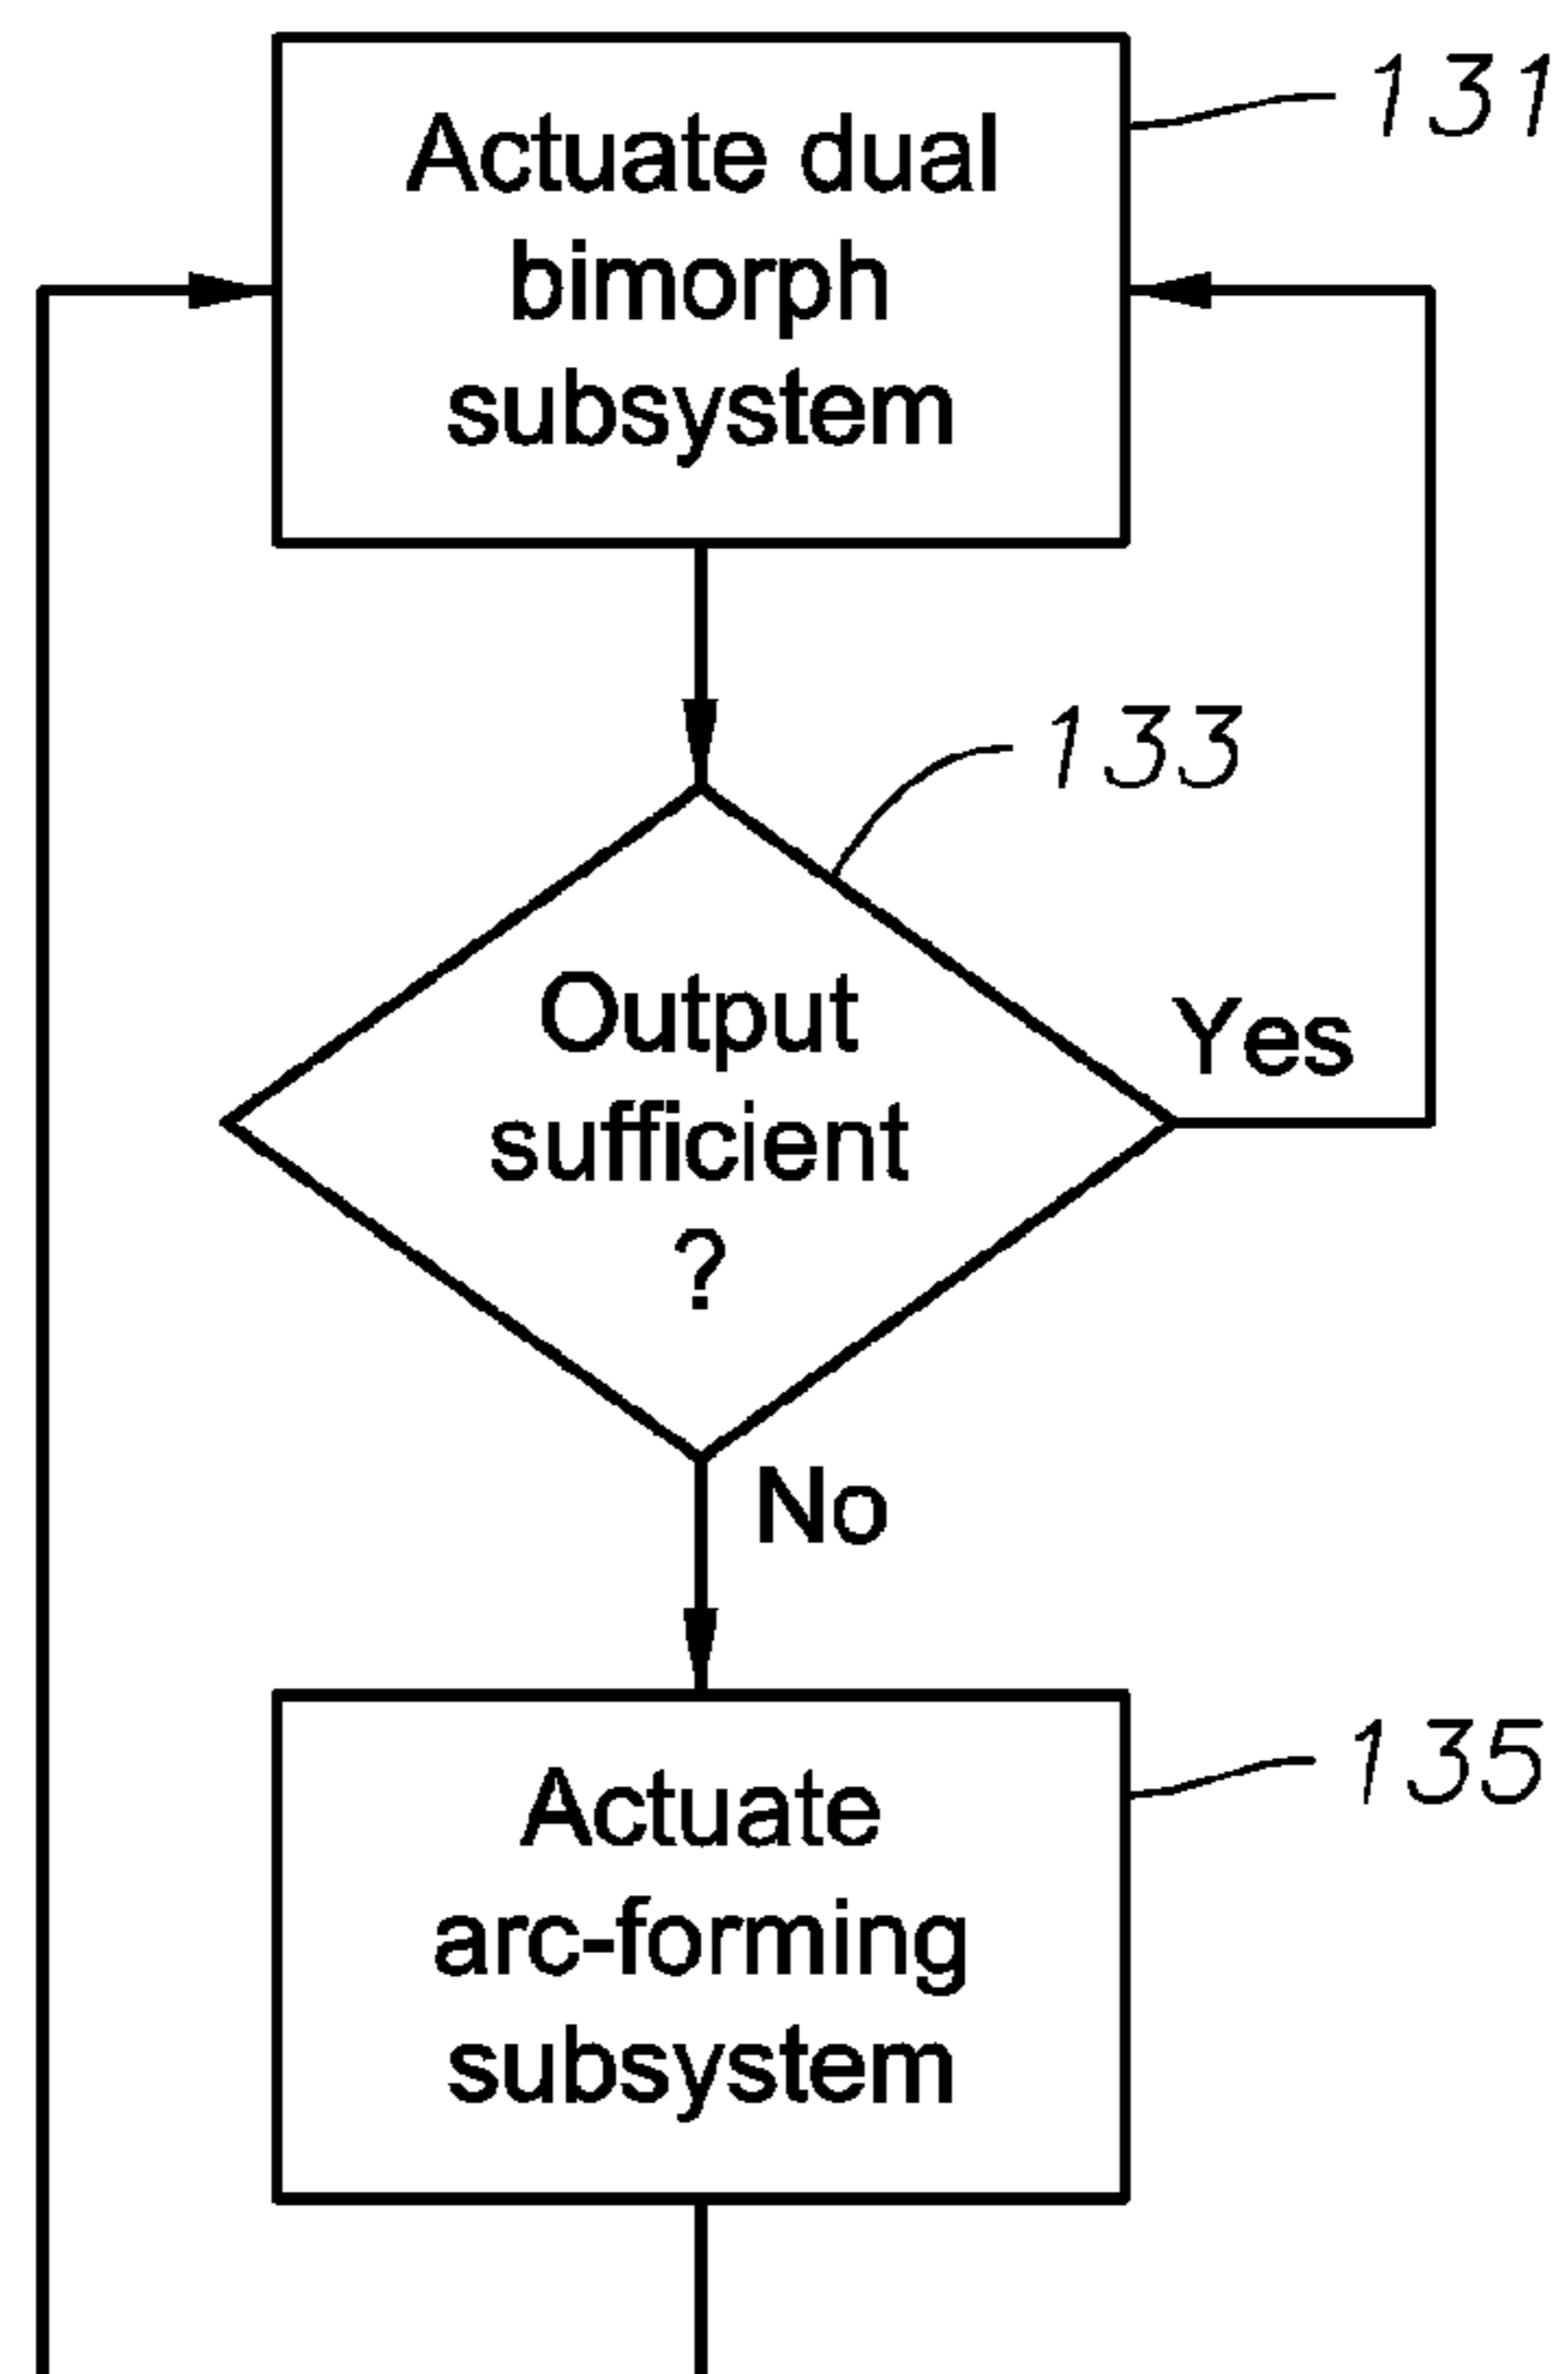 131
Actuate dual
bimorph
subsystem
133
Output
sufficient
?
Yes
No
135
Actuate
arc-forming
subsystem